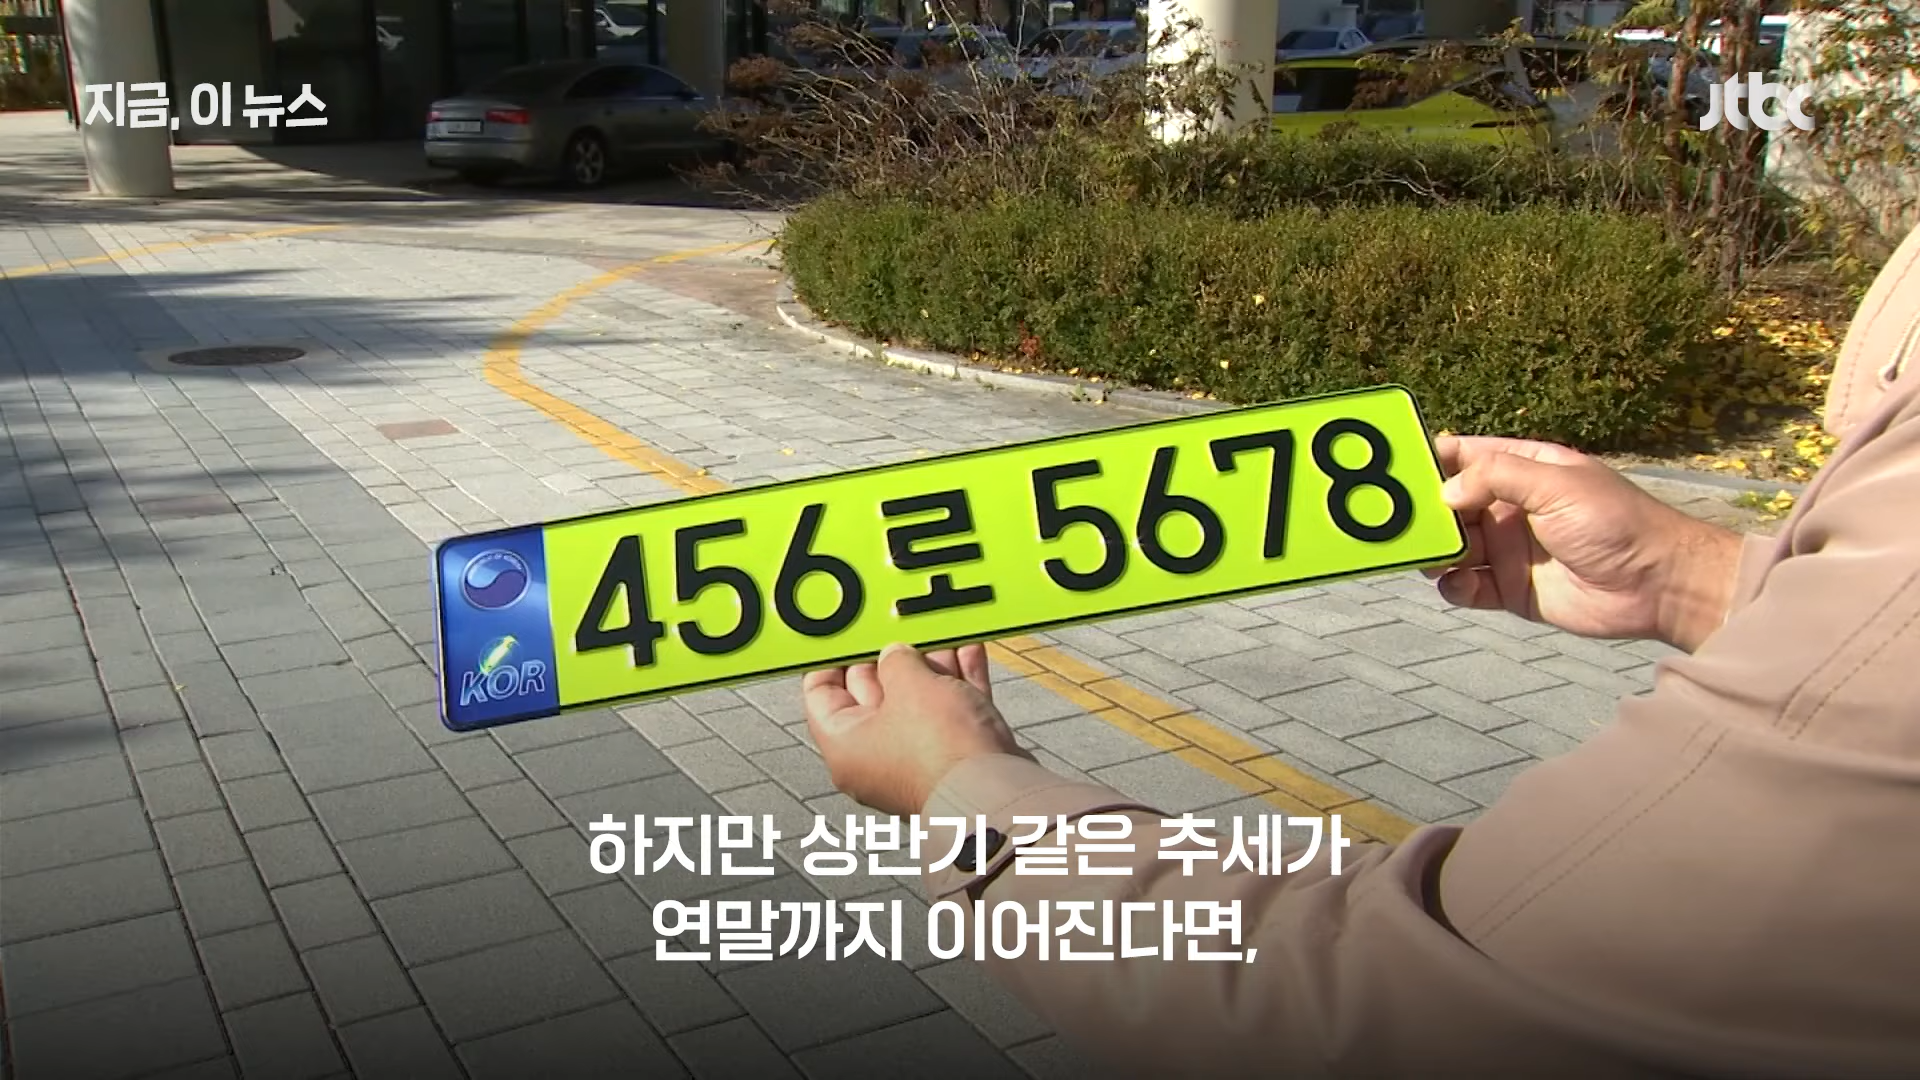 지금, 이 뉴스
jtbc
456로 5678
KOR
하지만 상반기 같은 추세가
연말까지 이어진다면,